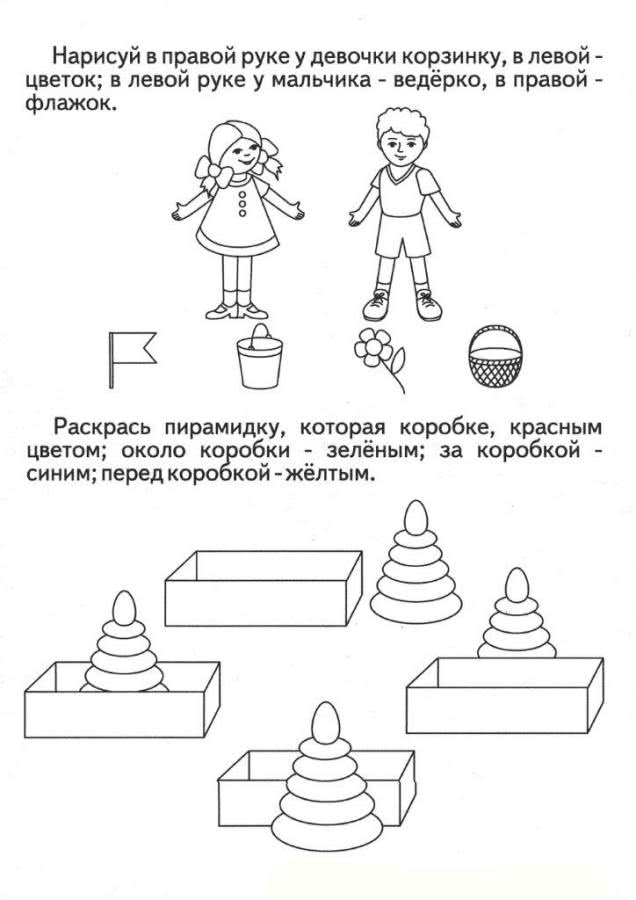 Нарисуй в правой руке у девочки корзинку, в левой -
цветок; в левой руке у мальчика - ведёрко, в правой -
флажок.
Раскрась пирамидку, которая коробке, красным
цветом; около коробки - зелёным; за коробкой -
синим; перед коробкой - жёлтым.